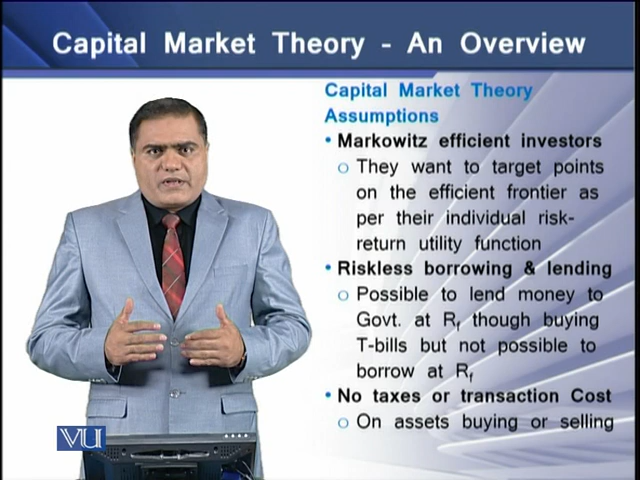 Capital Market Theory - An Overview
Capital Market Theory
Assumptions
• Markowitz efficient investors
o They want to target points
on the efficient frontier as
per their individual risk-
return utility function
• Riskless borrowing & lending
o Possible to lend money to
Govt. at Rf though buying
T-bills but not possible to
borrow at Rf
• No taxes or transaction Cost
o On assets buying or selling
VU